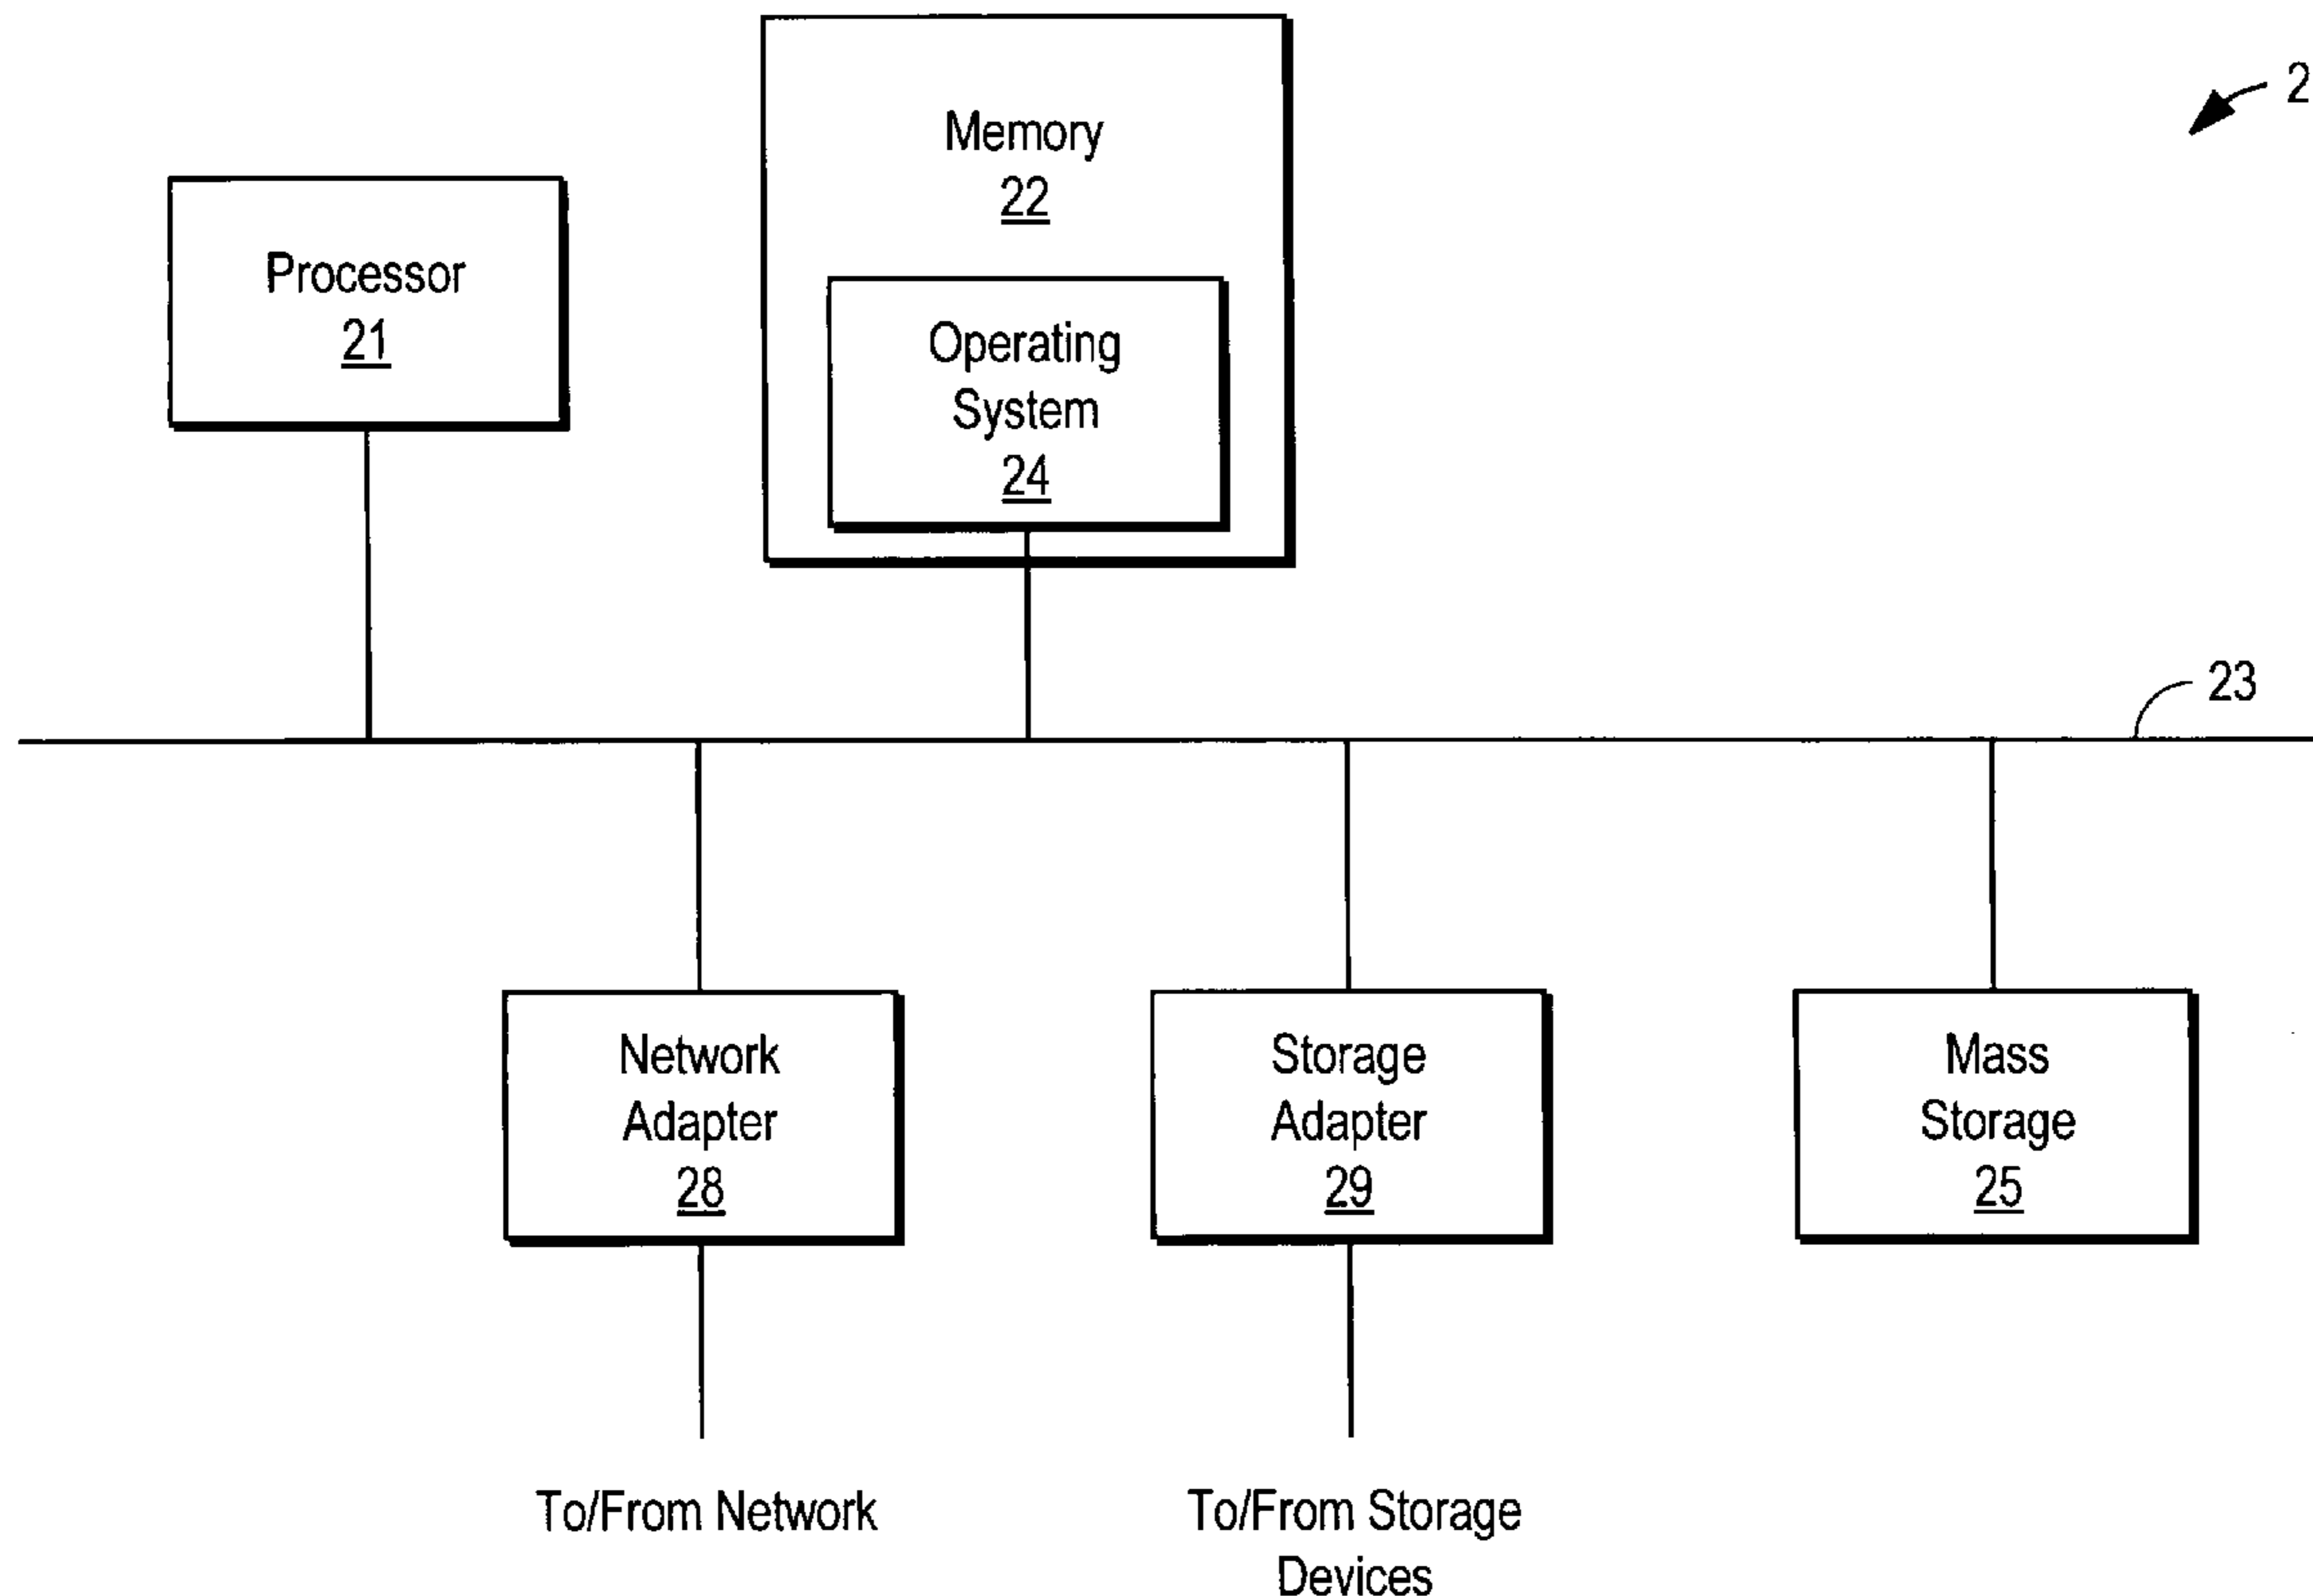 2
Memory
22
Processor
21
Operating
System
24
23
Network
Adapter
28
Storage
Adapter
29
Mass
Storage
25
To/From Network
To/From Storage
Devices